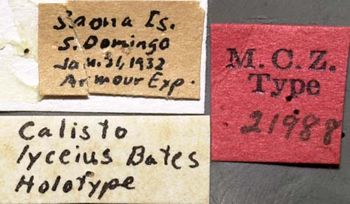 Saona Is.
S. Domingo
Jan. 31, 1932
Armour Exp.
M.C.Z.
Type
21988
Calisto
lyceius Bates
Holotype